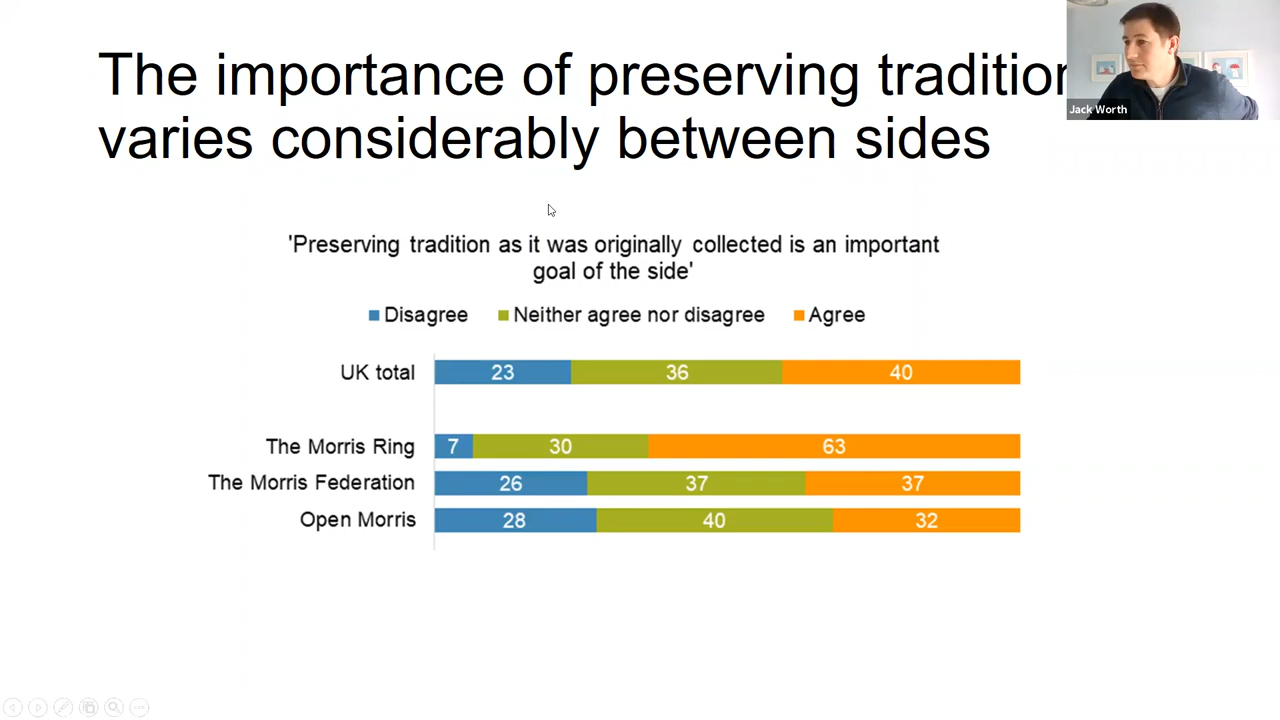 The importance of preserving tradition
varies considerably between sides
Jack Worth
'Preserving tradition as it was originally collected is an important
goal of the side'
Disagree Neither agree nor disagree Agree
UK total 23 36 40
The Morris Ring 7 30 63
The Morris Federation 26 37 37
Open Morris 28 40 32